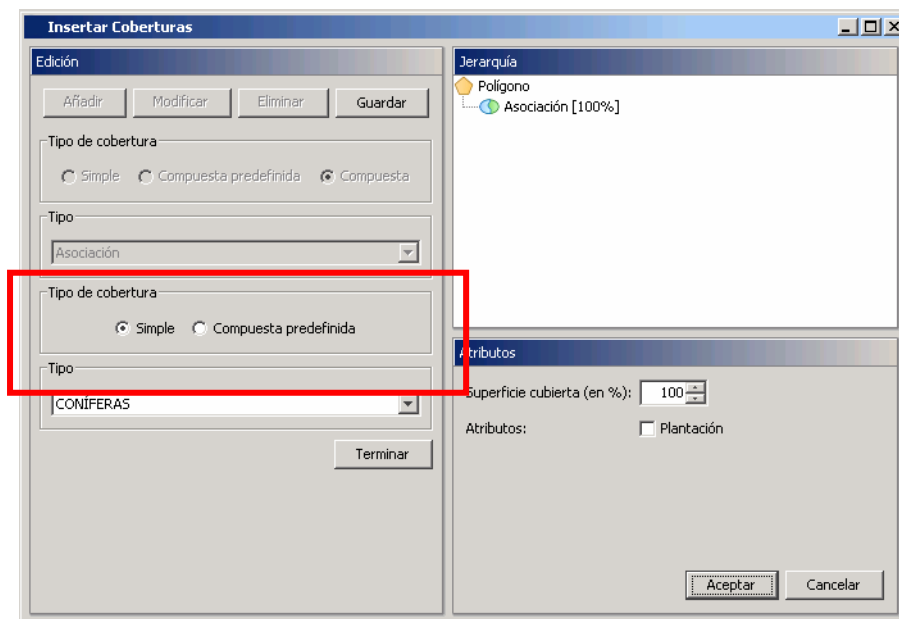 Insertar Coberturas
Edición
Añadir Modificar Eliminar Guardar
Tipo de cobertura
Simple Compuesta predefinida Compuesta
Tipo
Asociación
Tipo de cobertura
Simple Compuesta predefinida
Tipo
CONÍFERAS
Terminar
Jerarquía
Polígono
Asociación [100%]
Atributos
Superficie cubierta (en %): 100
Atributos: Plantación
Aceptar Cancelar